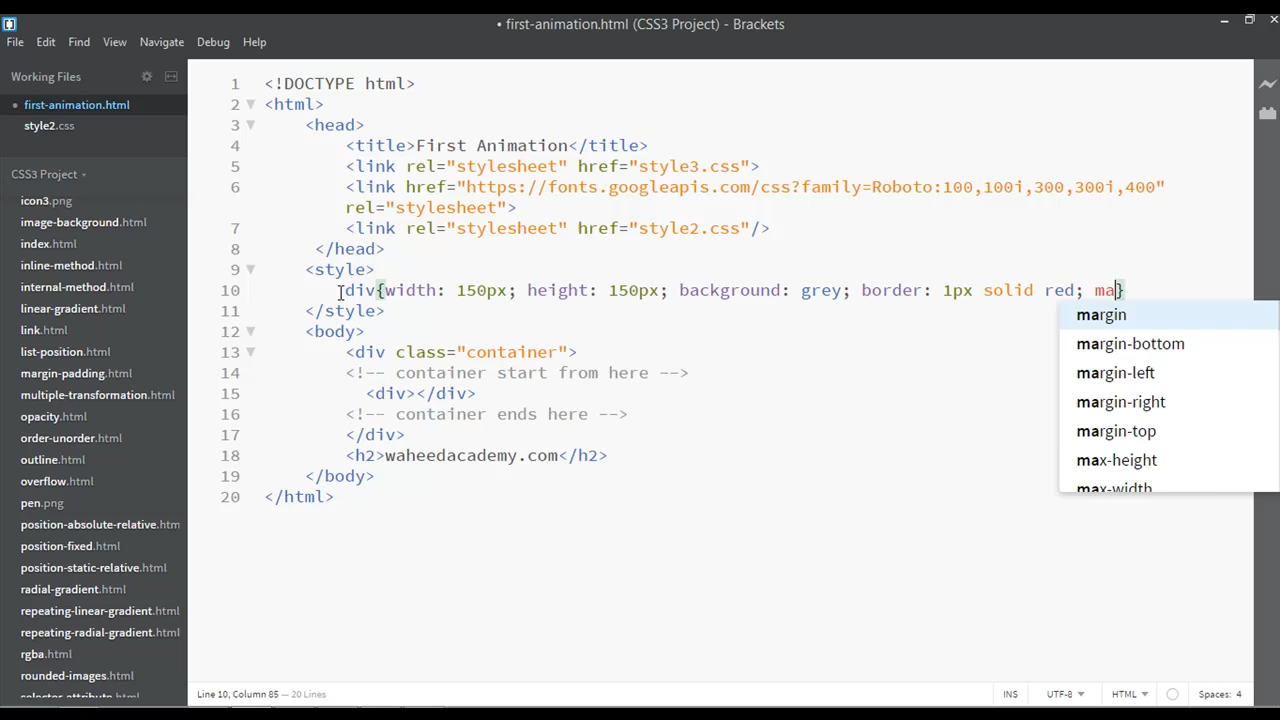 • first-animation.html (CSS3 Project) - Brackets
File Edit Find View Navigate Debug Help
Working Files
• first-animation.html
style2.css
CSS3 Project
icon3.png
image-background.html
index.html
inline-method.html
internal-method.html
linear-gradient.html
link.html
list-position.html
margin-padding.html
multiple-transformation.html
opacity.html
order-unorder.html
outline.html
overflow.html
pen.png
position-absolute-relative.htm
position-fixed.html
position-static-relative.html
radial-gradient.html
repeating-linear-gradient.html
repeating-radial-gradient.html
rgba.html
rounded-images.html
selector-attribute.html
1 <!DOCTYPE html>
2 <html>
3 <head>
4 <title>First Animation</title>
5 <link rel="stylesheet" href="style3.css">
6 <link href="https://fonts.googleapis.com/css?family=Roboto:100,100i,300,300i,400"
rel="stylesheet">
7 <link rel="stylesheet" href="style2.css"/>
8 </head>
9 <style>
10 div{width: 150px; height: 150px; background: grey; border: 1px solid red; ma}
11 </style>
12 <body>
13 <div class="container">
14 <!-- container start from here -->
15 <div></div>
16 <!-- container ends here -->
17 </div>
18 <h2>waheedacademy.com</h2>
19 </body>
20 </html>
margin
margin-bottom
margin-left
margin-right
margin-top
max-height
max-width
Line 10, Column 85 — 20 Lines
INS UTF-8 HTML Spaces: 4